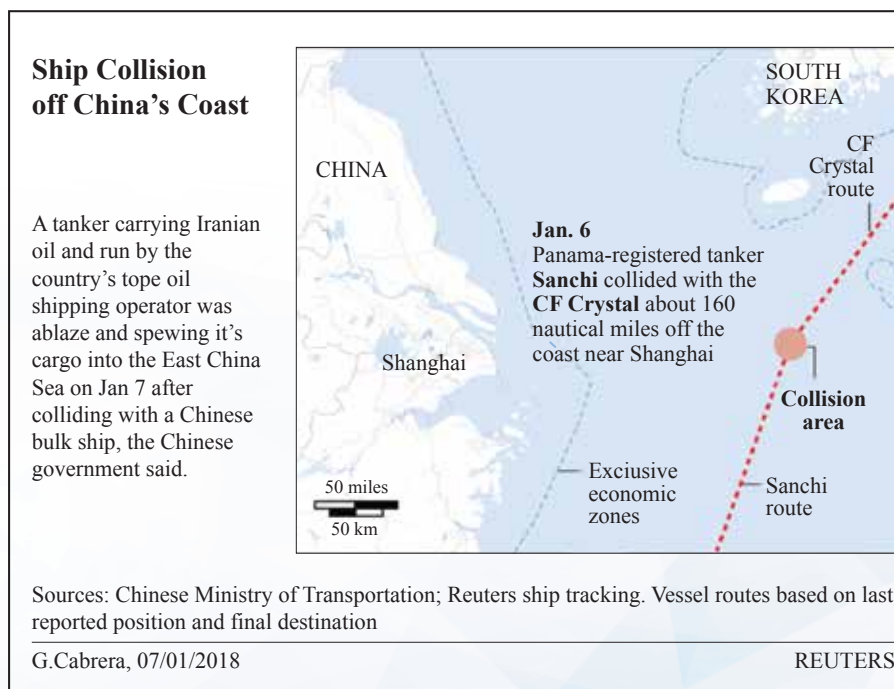 Ship Collision
off China's Coast
A tanker carrying Iranian
oil and run by the
country's tope oil
shipping operator was
ablaze and spewing it's
cargo into the East China
Sea on Jan 7 after
colliding with a Chinese
bulk ship, the Chinese
government said.
SOUTH
KOREA
CF
Crystal
route
CHINA
Jan. 6
Panama-registered tanker
Sanchi collided with the
CF Crystal about 160
nautical miles off the
coast near Shanghai
Shanghai
Collision
area
Exciusive
economic
zones
Sanchi
route
50 miles
50 km
Sources: Chinese Ministry of Transportation; Reuters ship tracking. Vessel routes based on last
reported position and final destination
G.Cabrera, 07/01/2018
REUTERS